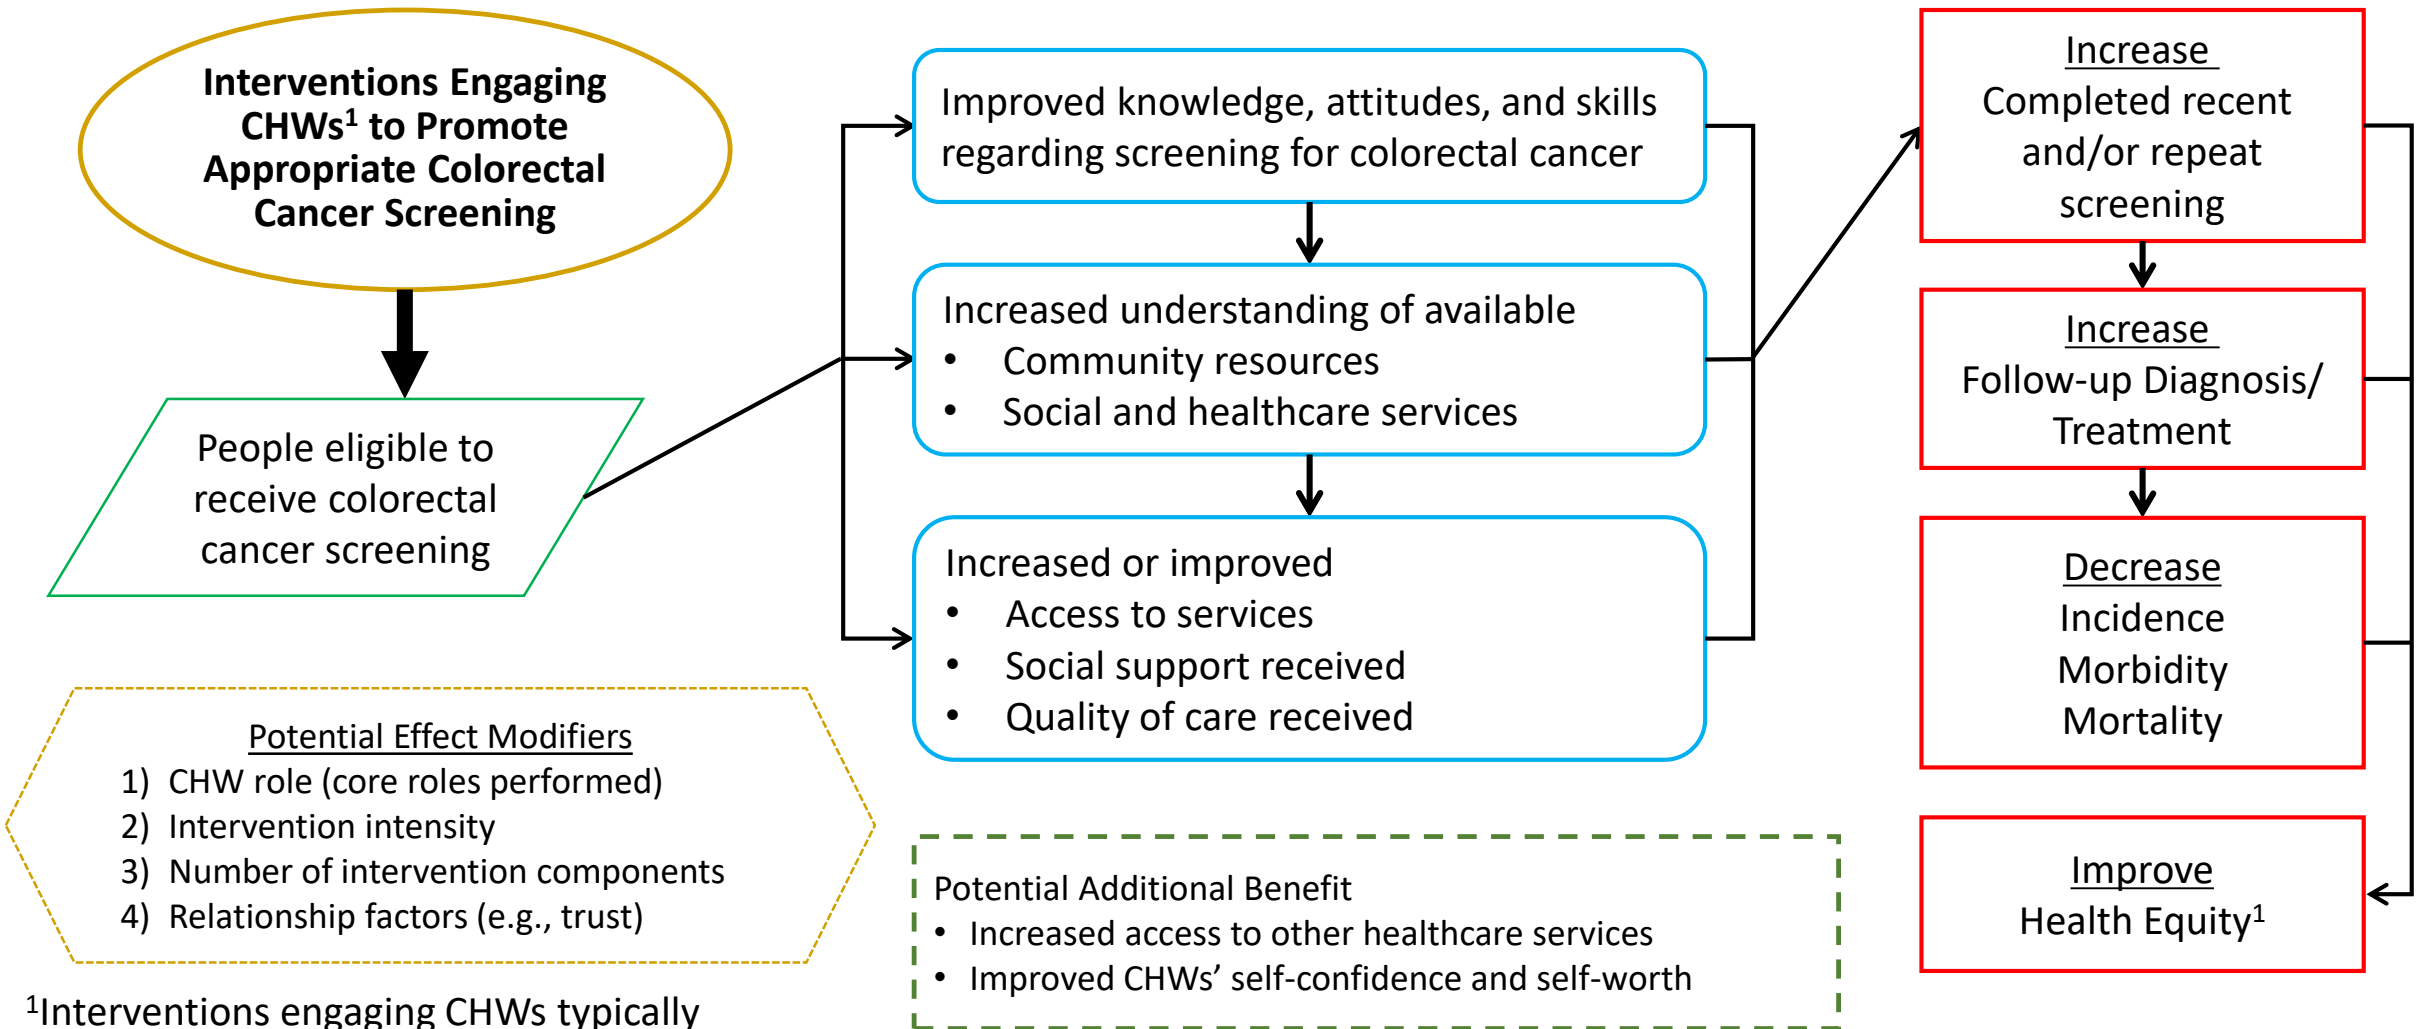 Interventions Engaging
CHWs¹ to Promote
Appropriate Colorectal
Cancer Screening
People eligible to
receive colorectal
cancer screening
Potential Effect Modifiers
1) CHW role (core roles performed)
2) Intervention intensity
3) Number of intervention components
4) Relationship factors (e.g., trust)
¹Interventions engaging CHWs typically
Improved knowledge, attitudes, and skills
regarding screening for colorectal cancer
Increased understanding of available
• Community resources
• Social and healthcare services
Increased or improved
• Access to services
• Social support received
• Quality of care received
Potential Additional Benefit
• Increased access to other healthcare services
• Improved CHWs’ self-confidence and self-worth
Increase
Completed recent
and/or repeat
screening
Increase
Follow-up Diagnosis/
Treatment
Decrease
Incidence
Morbidity
Mortality
Improve
Health Equity¹